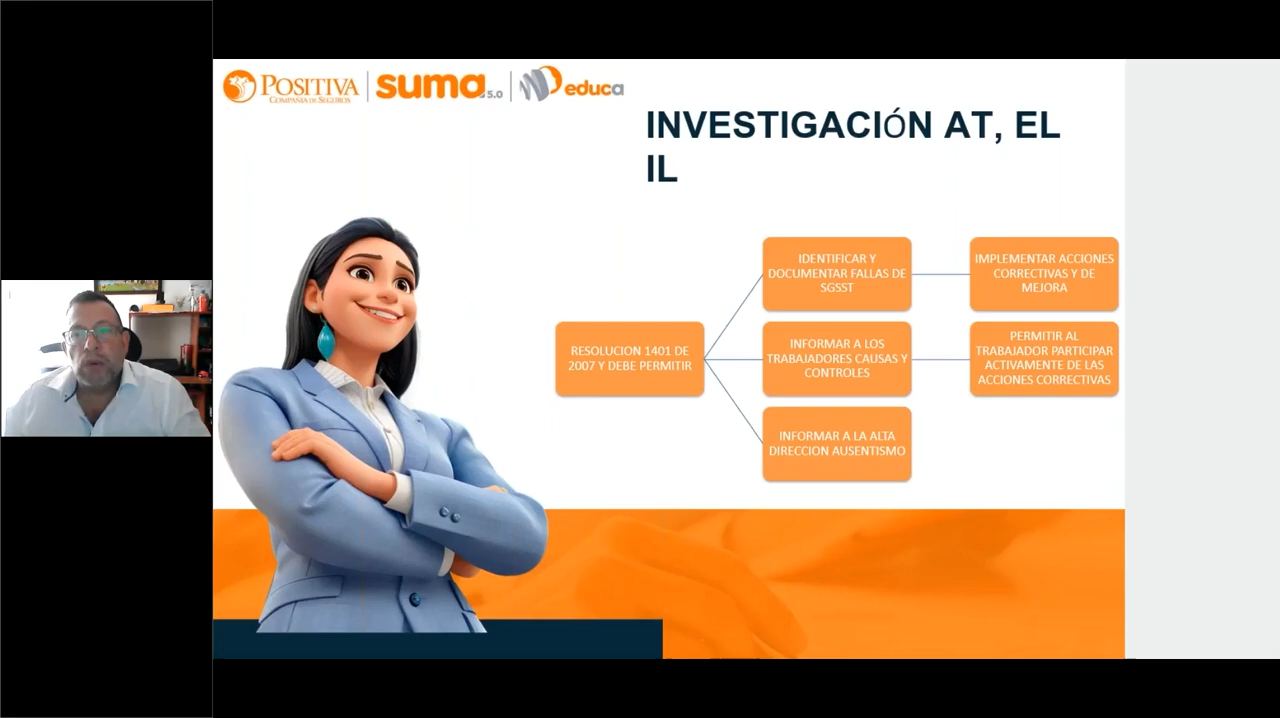 POSITIVA
COMPAÑÍA DE SEGUROS
suma 5.0
educa
INVESTIGACIÓN AT, EL
IL
RESOLUCION 1401 DE
2007 Y DEBE PERMITIR
IDENTIFICAR Y
DOCUMENTAR FALLAS DE
SGSST
IMPLEMENTAR ACCIONES
CORRECTIVAS Y DE
MEJORA
INFORMAR A LOS
TRABAJADORES CAUSAS Y
CONTROLES
PERMITIR AL
TRABAJADOR PARTICIPAR
ACTIVAMENTE DE LAS
ACCIONES CORRECTIVAS
INFORMAR A LA ALTA
DIRECCION AUSENTISMO